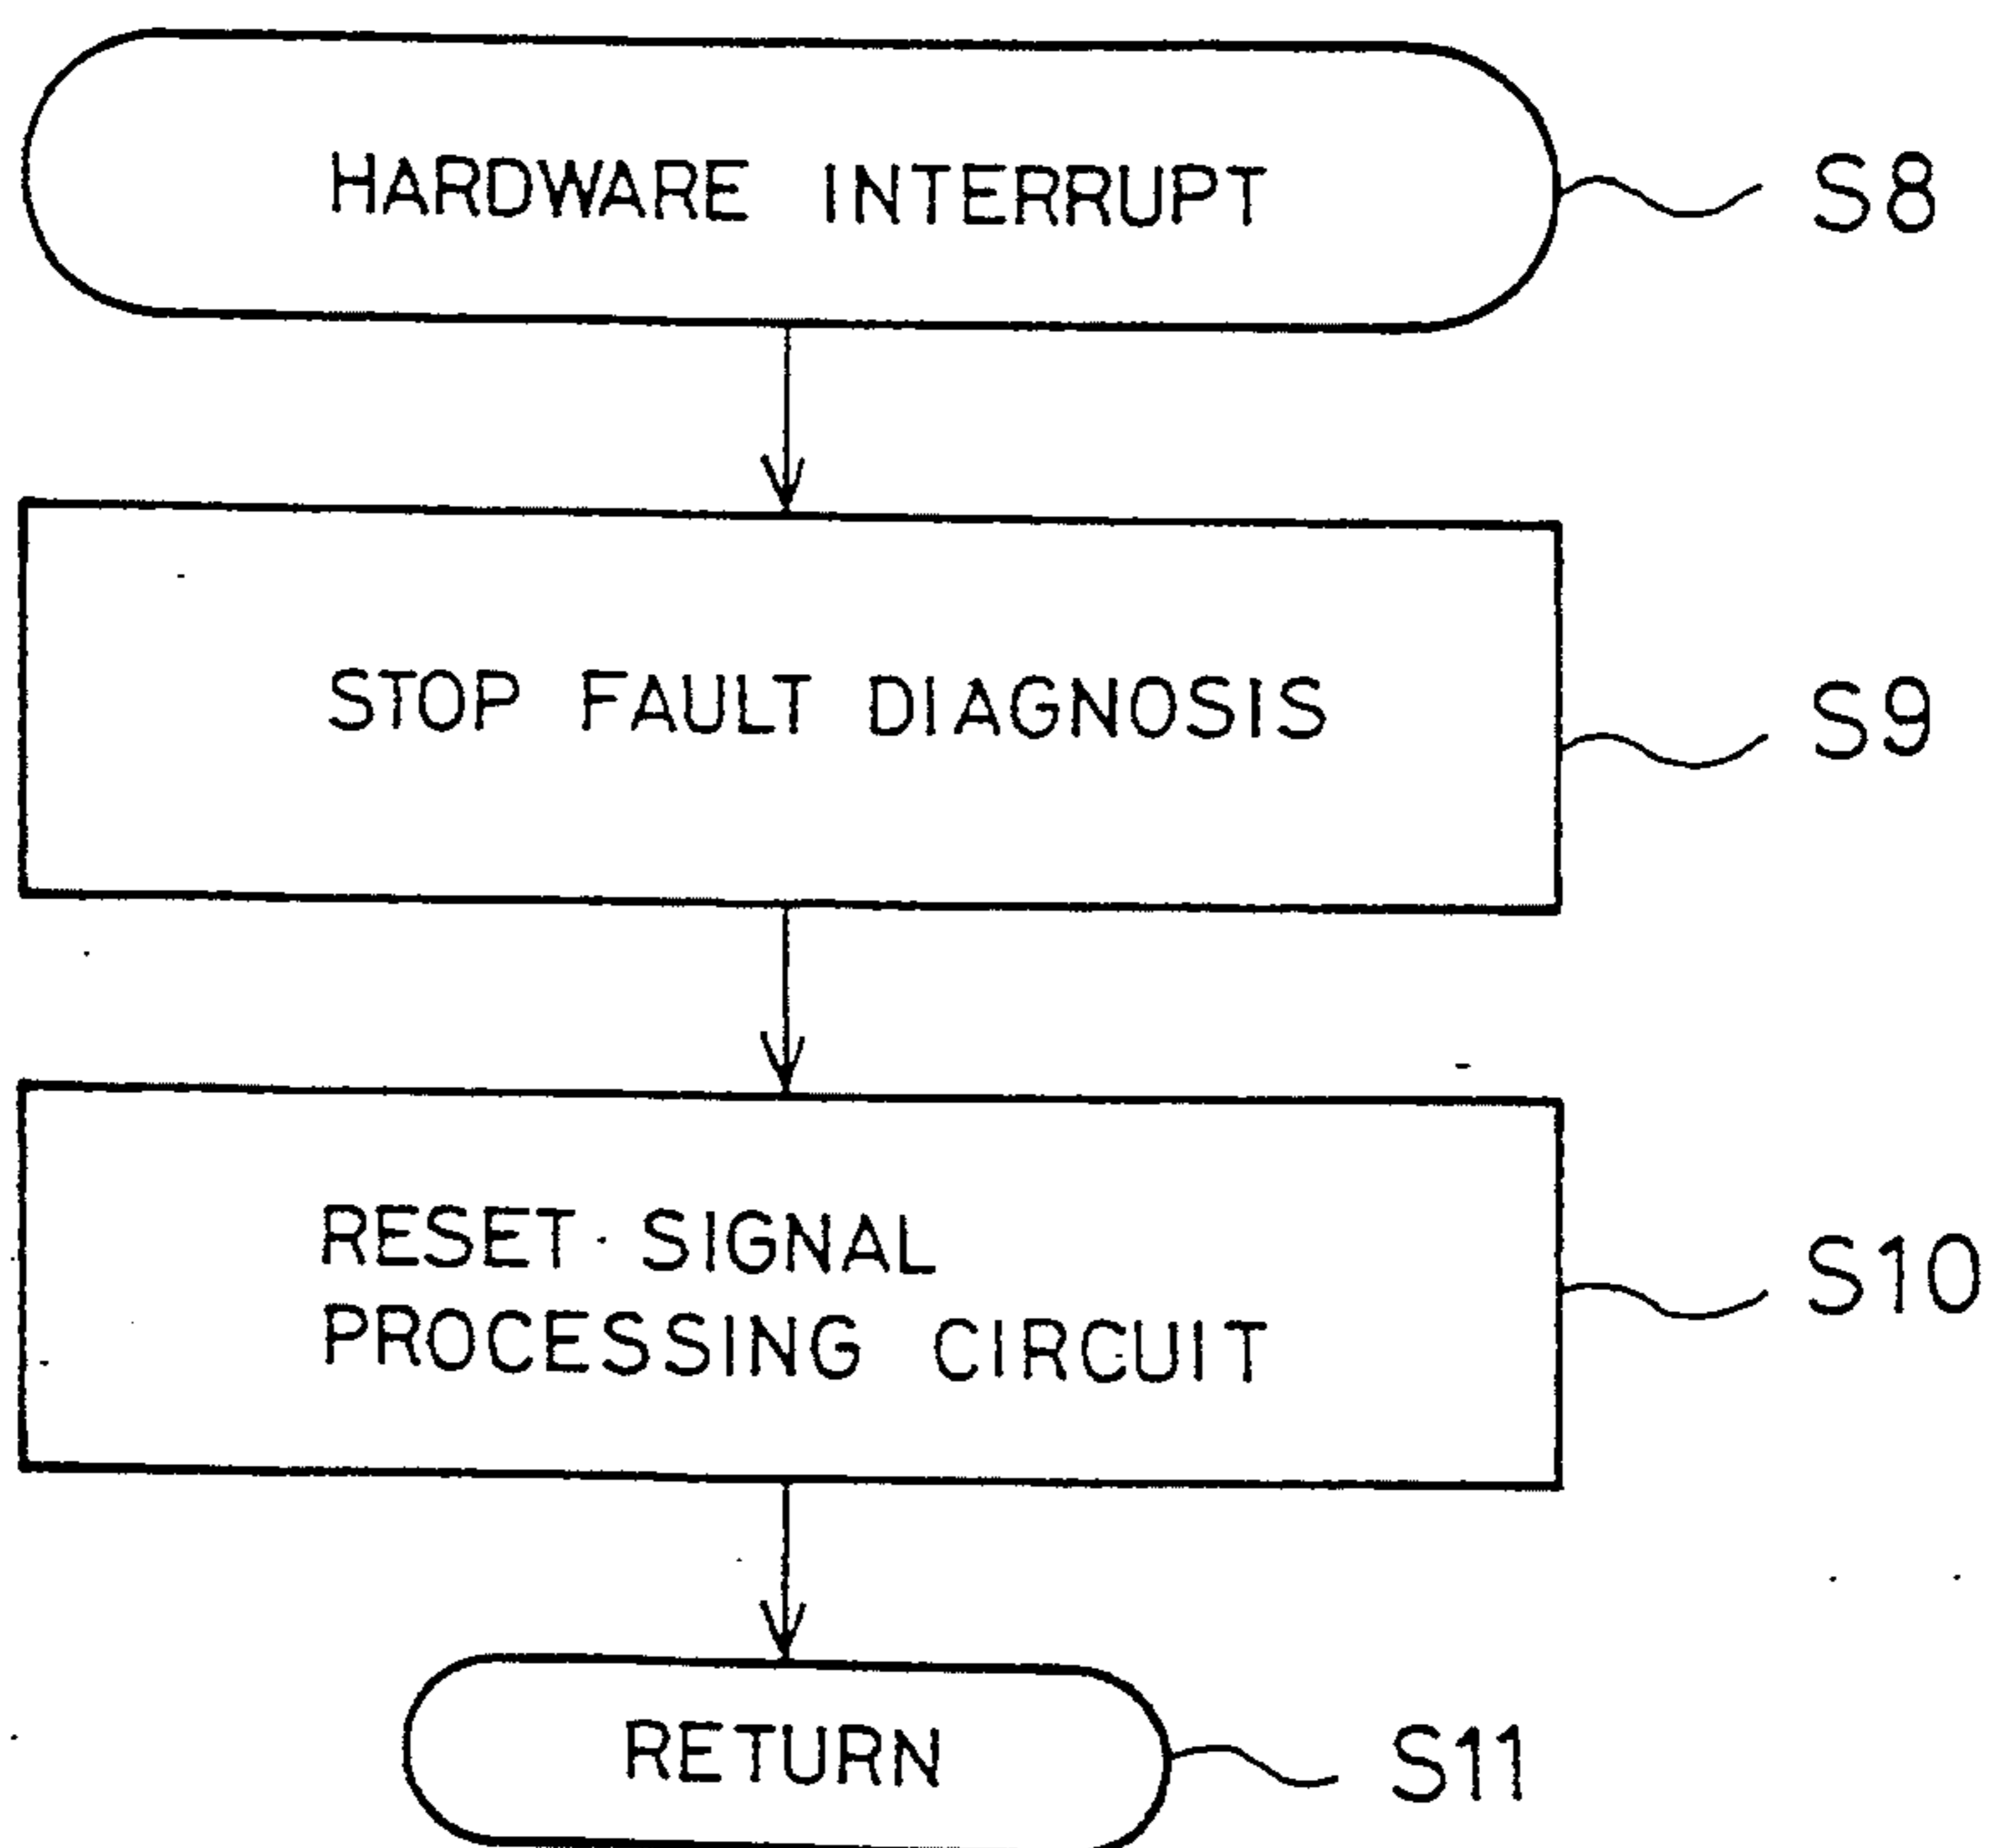 HARDWARE INTERRUPT
S8
STOP FAULT DIAGNOSIS
S9
RESET SIGNAL
PROCESSING CIRCUIT
S10
RETURN
S11